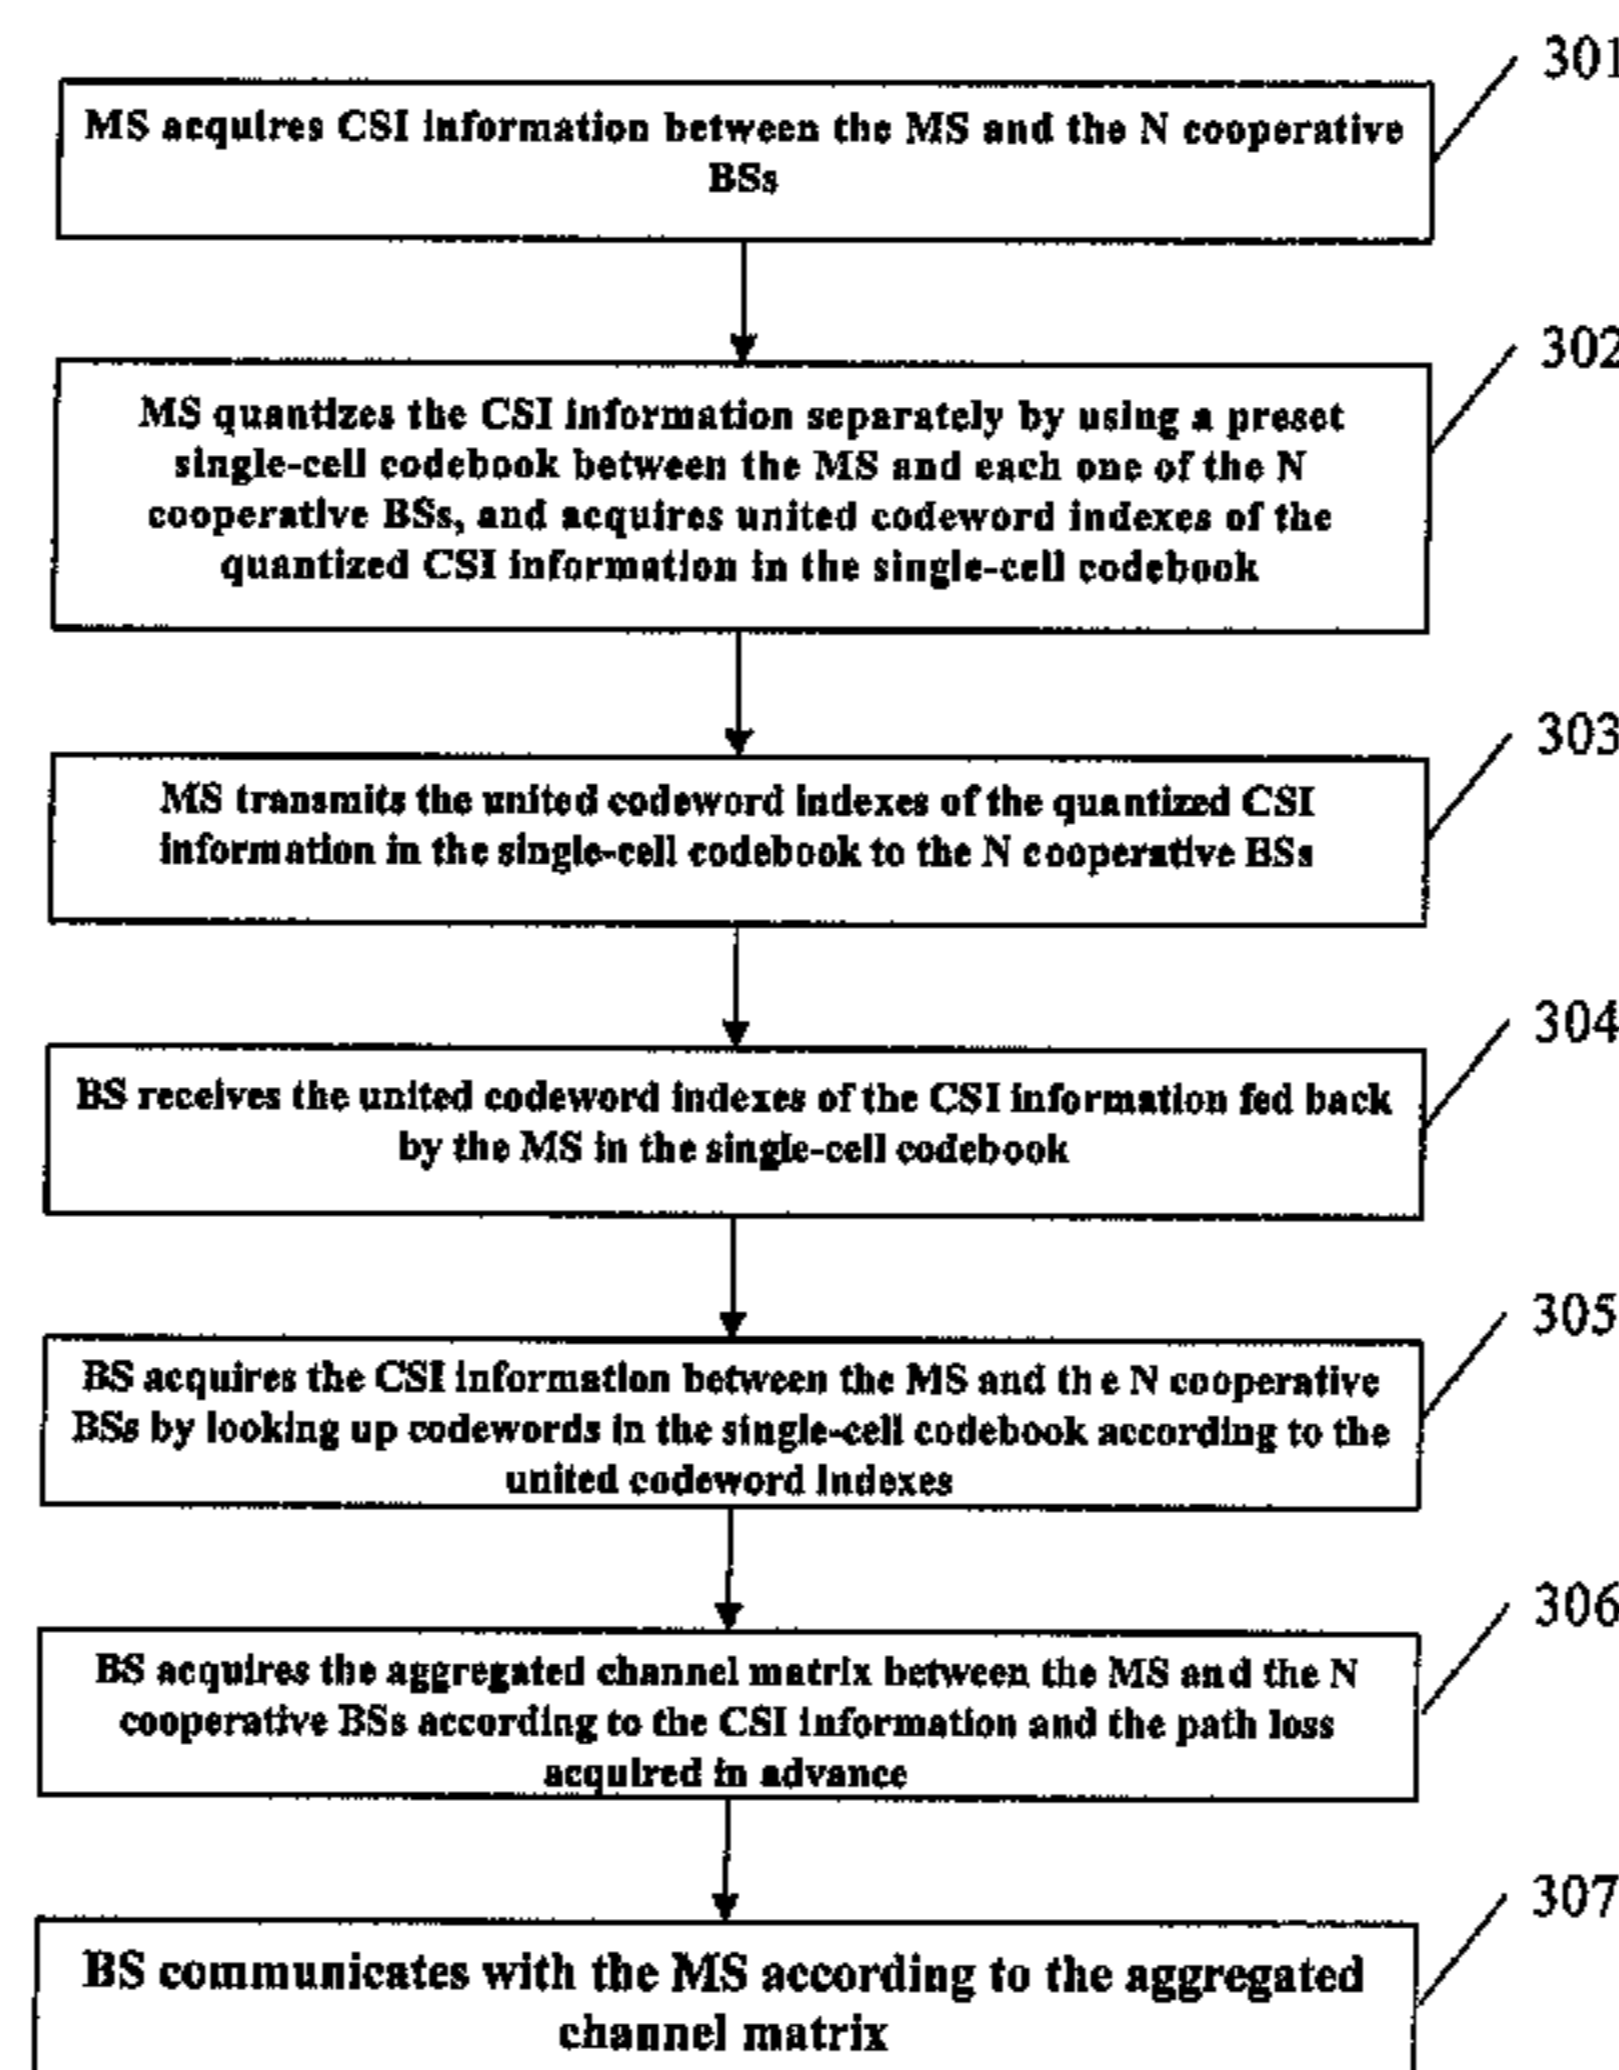 301
MS acquires CSI information between the MS and the N cooperative
BSs
302
MS quantizes the CSI information separately by using a preset
single-cell codebook between the MS and each one of the N
cooperative BSs, and acquires united codeword indexes of the
quantized CSI information in the single-cell codebook
303
MS transmits the united codeword indexes of the quantized CSI
information in the single-cell codebook to the N cooperative BSs
304
BS receives the united codeword indexes of the CSI information fed back
by the MS in the single-cell codebook
305
BS acquires the CSI information between the MS and the N cooperative
BSs by looking up codewords in the single-cell codebook according to the
united codeword indexes
306
BS acquires the aggregated channel matrix between the MS and the N
cooperative BSs according to the CSI information and the path loss
acquired in advance
307
BS communicates with the MS according to the aggregated
channel matrix